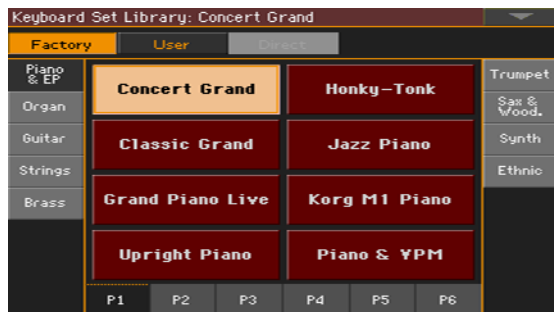 Keyboard Set Library: Concert Grand
Factory
User
Direct
Piano
& EP
Organ
Guitar
Strings
Brass
Concert Grand
Honky-Tonk
Classic Grand
Jazz Piano
Grand Piano Live
Korg M1 Piano
Upright Piano
Piano & VPM
Trumpet
Sax &
Wood.
Synth
Ethnic
P1
P2
P3
P4
P5
P6